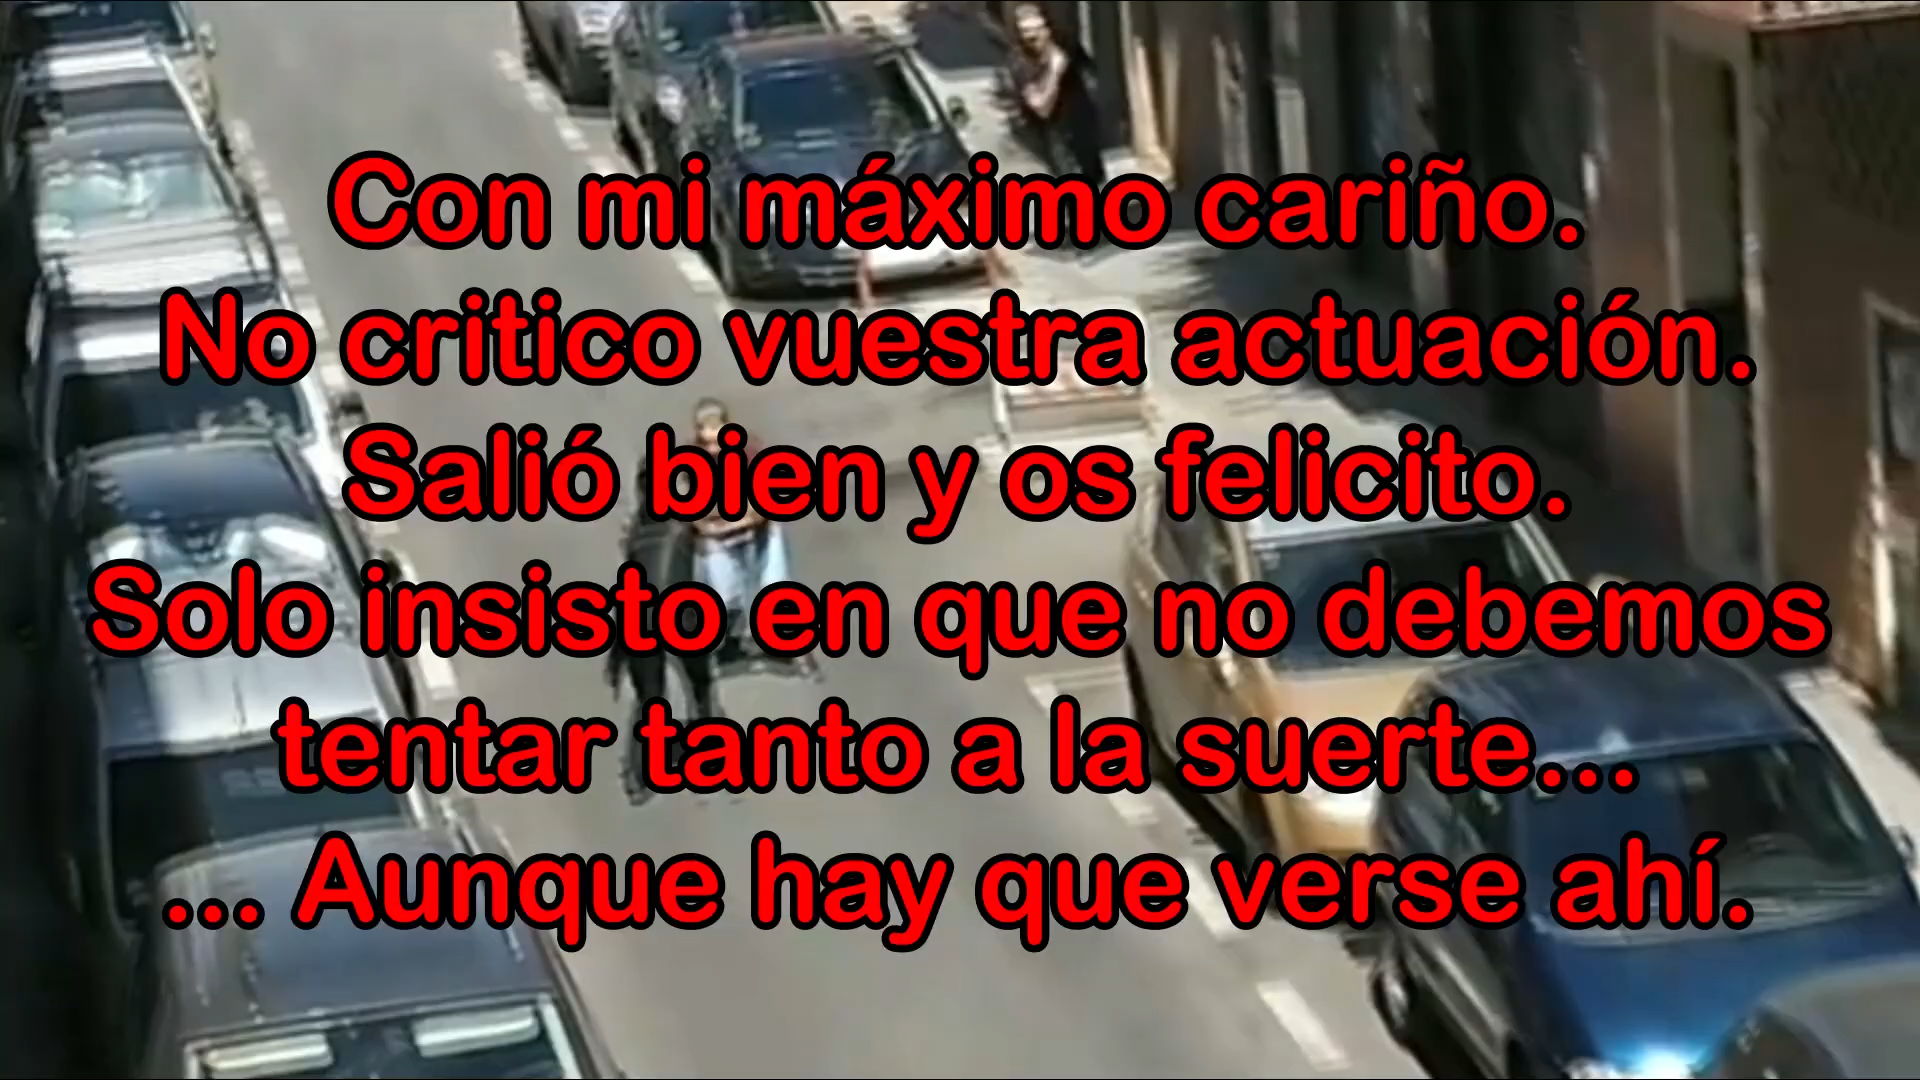 Con mi máximo cariño.
No critico vuestra actuación.
Salió bien y os felicito.
Solo insisto en que no debemos
tentar tanto a la suerte...
... Aunque hay que verse ahí.